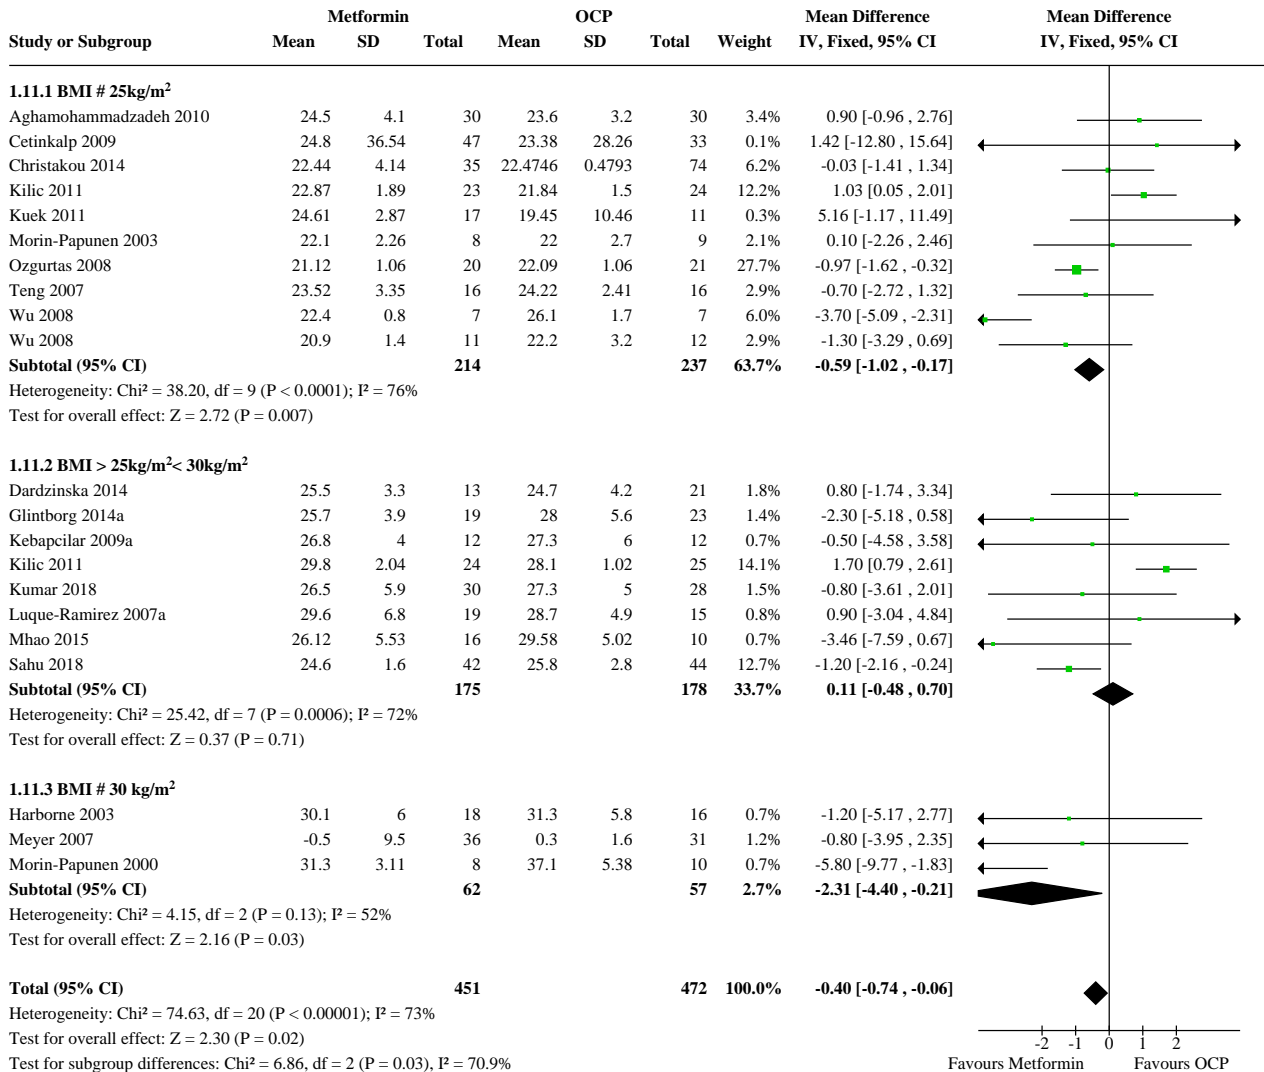 Metformin OCP Mean Difference Mean Difference
Study or Subgroup Mean SD Total Mean SD Total Weight IV, Fixed, 95% CI IV, Fixed, 95% CI
1.11.1 BMI # 25kg/m²
Aghamohammadzadeh 2010 24.5 4.1 30 23.6 3.2 30 3.4% 0.90 [-0.96 , 2.76]
Cetinkalp 2009 24.8 36.54 47 23.38 28.26 33 0.1% 1.42 [-12.80 , 15.64]
Christakou 2014 22.44 4.14 35 22.4746 0.4793 74 6.2% -0.03 [-1.41 , 1.34]
Kilic 2011 22.87 1.89 23 21.84 1.5 24 12.2% 1.03 [0.05 , 2.01]
Kuek 2011 24.61 2.87 17 19.45 10.46 11 0.3% 5.16 [-1.17 , 11.49]
Morin-Papunen 2003 22.1 2.26 8 22 2.7 9 2.1% 0.10 [-2.26 , 2.46]
Ozgurtas 2008 21.12 1.06 20 22.09 1.06 21 27.7% -0.97 [-1.62 , -0.32]
Teng 2007 23.52 3.35 16 24.22 2.41 16 2.9% -0.70 [-2.72 , 1.32]
Wu 2008 22.4 0.8 7 26.1 1.7 7 6.0% -3.70 [-5.09 , -2.31]
Wu 2008 20.9 1.4 11 22.2 3.2 12 2.9% -1.30 [-3.29 , 0.69]
Subtotal (95% CI) 214 237 63.7% -0.59 [-1.02 , -0.17]
Heterogeneity: Chi² = 38.20, df = 9 (P < 0.0001); I² = 76%
Test for overall effect: Z = 2.72 (P = 0.007)
1.11.2 BMI > 25kg/m²< 30kg/m²
Dardzinska 2014 25.5 3.3 13 24.7 4.2 21 1.8% 0.80 [-1.74 , 3.34]
Glintborg 2014a 25.7 3.9 19 28 5.6 23 1.4% -2.30 [-5.18 , 0.58]
Kebapcilar 2009a 26.8 4 12 27.3 6 12 0.7% -0.50 [-4.58 , 3.58]
Kilic 2011 29.8 2.04 24 28.1 1.02 25 14.1% 1.70 [0.79 , 2.61]
Kumar 2018 26.5 5.9 30 27.3 5 28 1.5% -0.80 [-3.61 , 2.01]
Luque-Ramirez 2007a 29.6 6.8 19 28.7 4.9 15 0.8% 0.90 [-3.04 , 4.84]
Mhao 2015 26.12 5.53 16 29.58 5.02 10 0.7% -3.46 [-7.59 , 0.67]
Sahu 2018 24.6 1.6 42 25.8 2.8 44 12.7% -1.20 [-2.16 , -0.24]
Subtotal (95% CI) 175 178 33.7% 0.11 [-0.48 , 0.70]
Heterogeneity: Chi² = 25.42, df = 7 (P = 0.0006); I² = 72%
Test for overall effect: Z = 0.37 (P = 0.71)
1.11.3 BMI # 30 kg/m²
Harborne 2003 30.1 6 18 31.3 5.8 16 0.7% -1.20 [-5.17 , 2.77]
Meyer 2007 -0.5 9.5 36 0.3 1.6 31 1.2% -0.80 [-3.95 , 2.35]
Morin-Papunen 2000 31.3 3.11 8 37.1 5.38 10 0.7% -5.80 [-9.77 , -1.83]
Subtotal (95% CI) 62 57 2.7% -2.31 [-4.40 , -0.21]
Heterogeneity: Chi² = 4.15, df = 2 (P = 0.13); I² = 52%
Test for overall effect: Z = 2.16 (P = 0.03)
Total (95% CI) 451 472 100.0% -0.40 [-0.74 , -0.06]
Heterogeneity: Chi² = 74.63, df = 20 (P < 0.00001); I² = 73%
Test for overall effect: Z = 2.30 (P = 0.02) -2 -1 0 1 2
Test for subgroup differences: Chi² = 6.86, df = 2 (P = 0.03), I² = 70.9% Favours Metformin Favours OCP